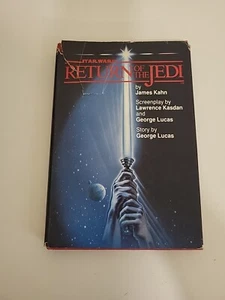 STAR WARS
RETURN OF THE JEDI
by
James Kahn
Screenplay by
Lawrence Kasdan
and
George Lucas
Story by
George Lucas